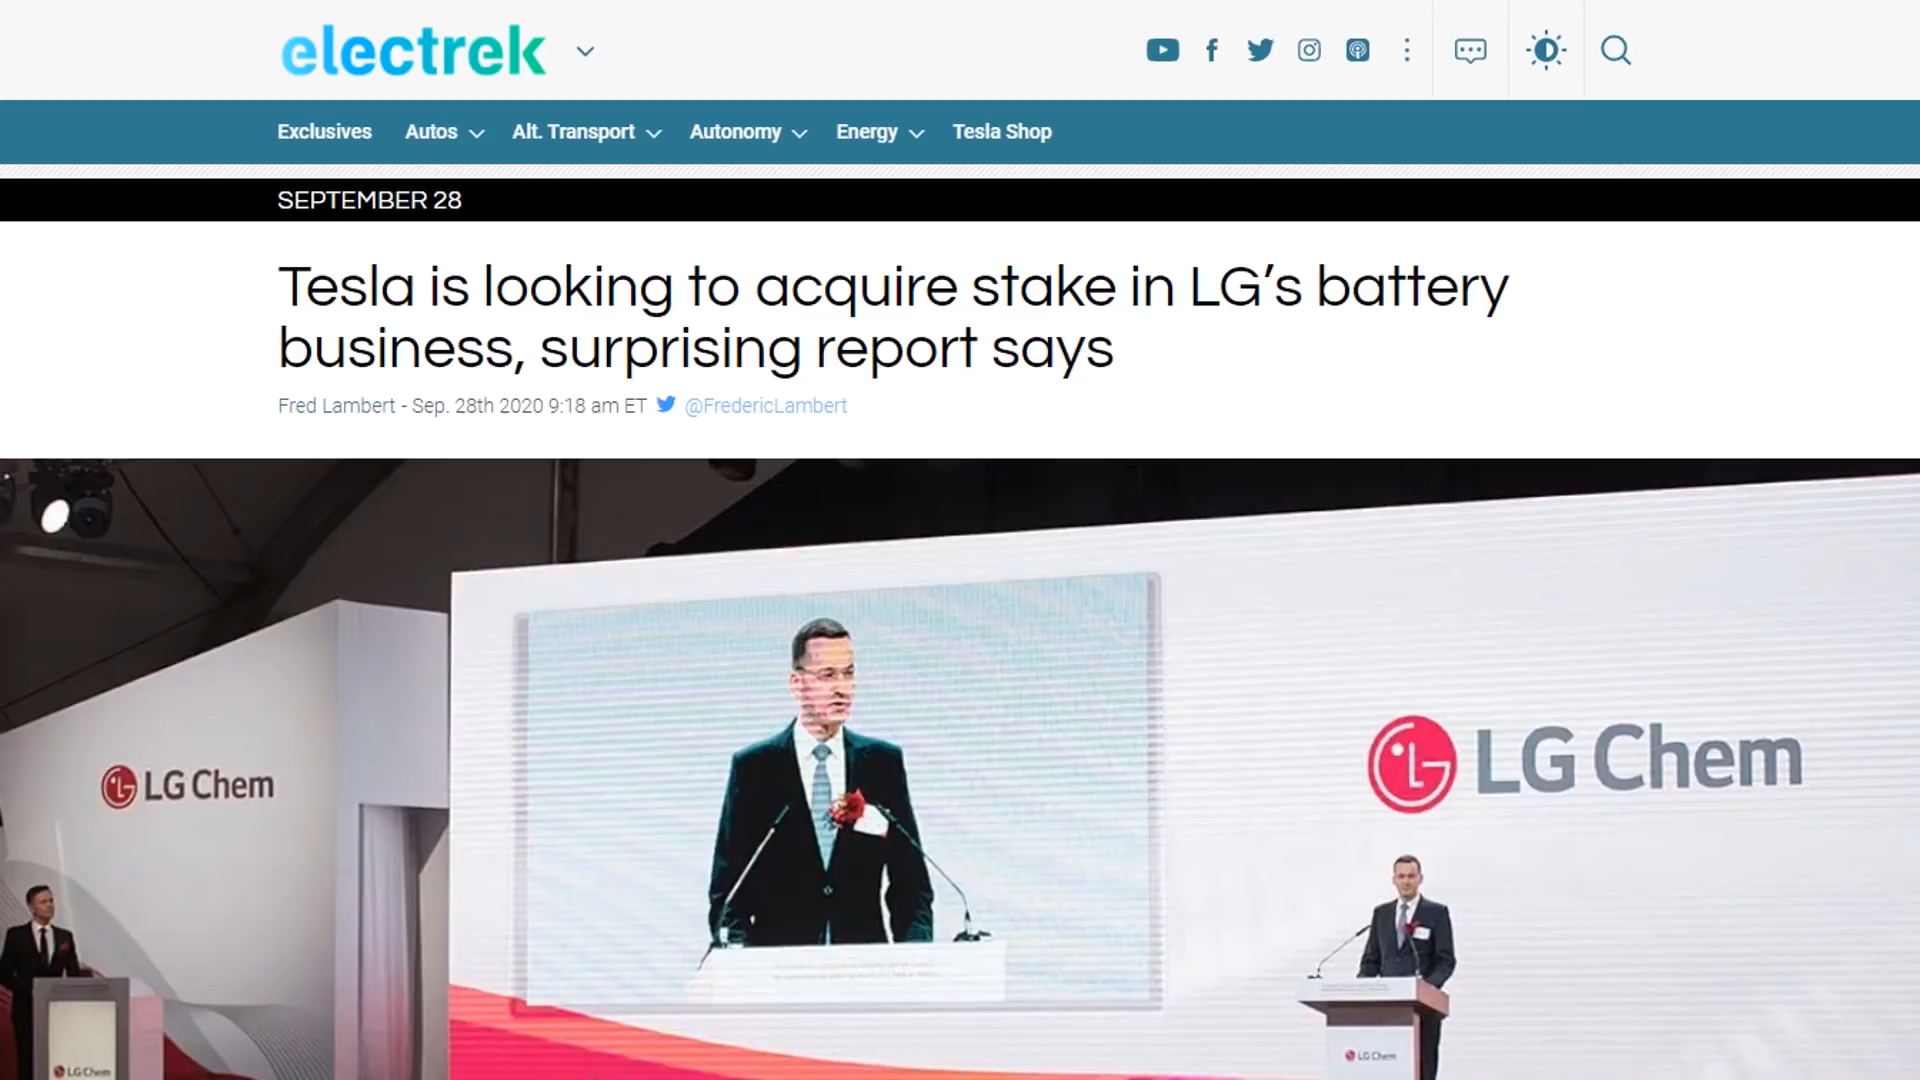 electrek
Exclusives Autos Alt. Transport Autonomy Energy Tesla Shop
SEPTEMBER 28
Tesla is looking to acquire stake in LG’s battery
business, surprising report says
Fred Lambert - Sep. 28th 2020 9:18 am ET @FredericLambert
LG Chem
LG Chem
LG Chem
LG Chem